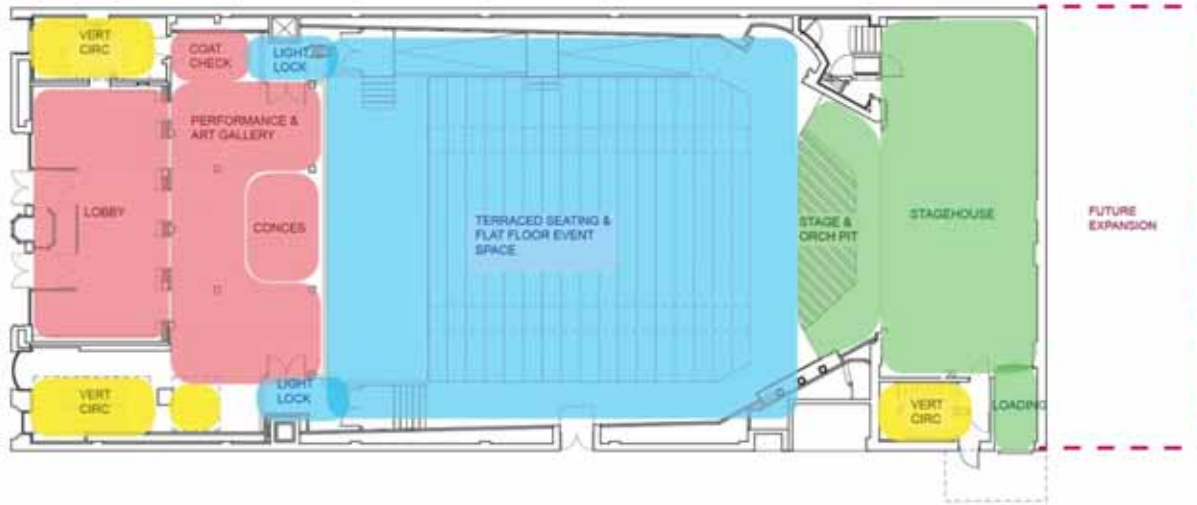 VERT
CIRC
COAT
CHECK
LIGHT
LOCK
PERFORMANCE &
ART GALLERY
LOBBY
CONCES
TERRACED SEATING &
FLAT FLOOR EVENT
SPACE
STAGE &
ORCH PIT
STAGEHOUSE
FUTURE
EXPANSION
VERT
CIRC
LIGHT
LOCK
VERT
CIRC
LOADING